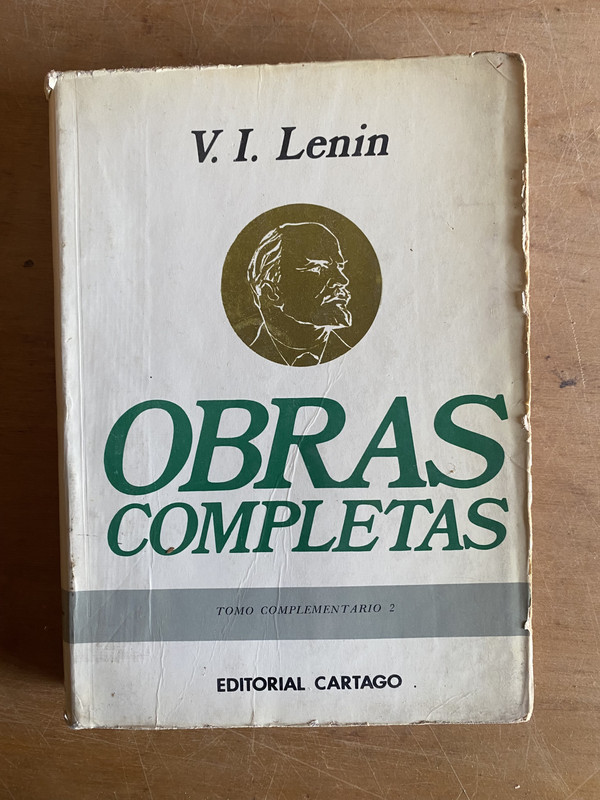 V. I. Lenin
OBRAS
COMPLETAS
TOMO COMPLEMENTARIO 2
EDITORIAL CARTAGO